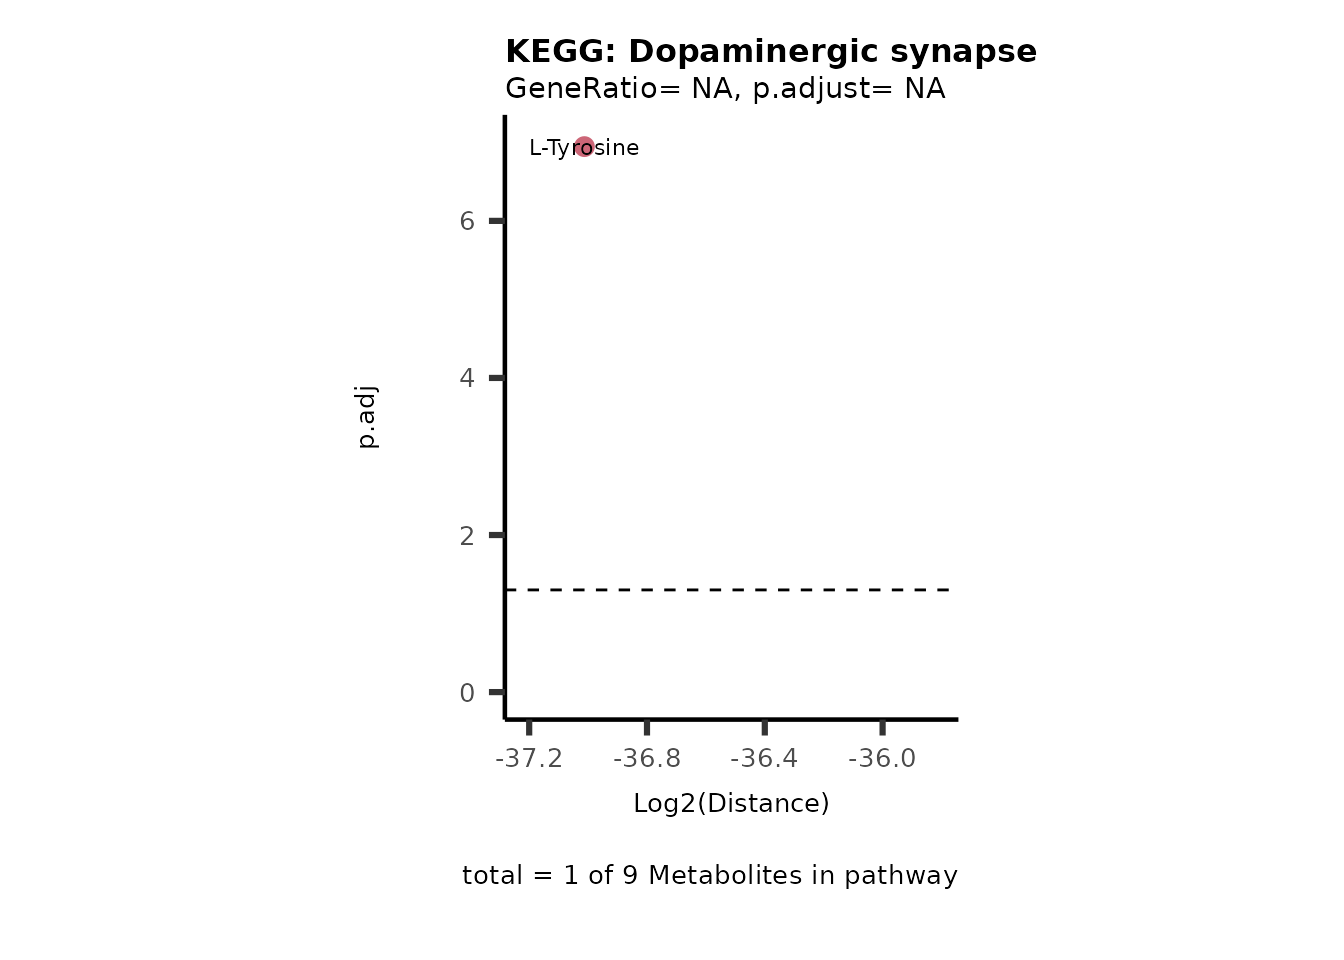 KEGG: Dopaminergic synapse
GeneRatio= NA, p.adjust= NA
L-Tyrosine
6
4
2
0
p.adj
-37.2 -36.8 -36.4 -36.0
Log2(Distance)
total = 1 of 9 Metabolites in pathway